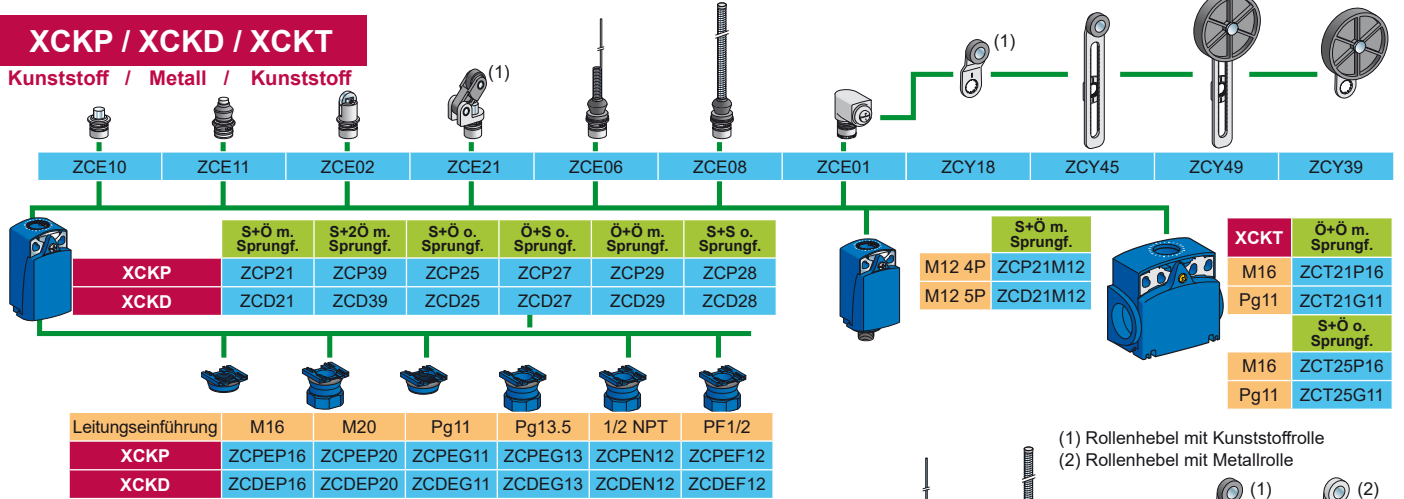 XCKP / XCKD / XCKT
Kunststoff / Metall / Kunststoff
(1)
(1)
ZCE10 ZCE11 ZCE02 ZCE21 ZCE06 ZCE08 ZCE01 ZCY18 ZCY45 ZCY49 ZCY39
S+Ö m. Sprungf. S+2Ö m. Sprungf. S+Ö o. Sprungf. Ö+S o. Sprungf. Ö+Ö m. Sprungf. S+S o. Sprungf.
XCKP ZCP21 ZCP39 ZCP25 ZCP27 ZCP29 ZCP28
XCKD ZCD21 ZCD39 ZCD25 ZCD27 ZCD29 ZCD28
S+Ö m. Sprungf.
M12 4P ZCP21M12
M12 5P ZCD21M12
XCKT Ö+Ö m. Sprungf.
M16 ZCT21P16
Pg11 ZCT21G11
S+Ö o. Sprungf.
M16 ZCT25P16
Pg11 ZCT25G11
Leitungseinführung M16 M20 Pg11 Pg13.5 1/2 NPT PF1/2
XCKP ZCPEP16 ZCPEP20 ZCPEG11 ZCPEG13 ZCPEN12 ZCPEF12
XCKD ZCDEP16 ZCDEP20 ZCDEG11 ZCDEG13 ZCDEN12 ZCDEF12
(1) Rollenhebel mit Kunststoffrolle
(2) Rollenhebel mit Metallrolle
(1) (2)